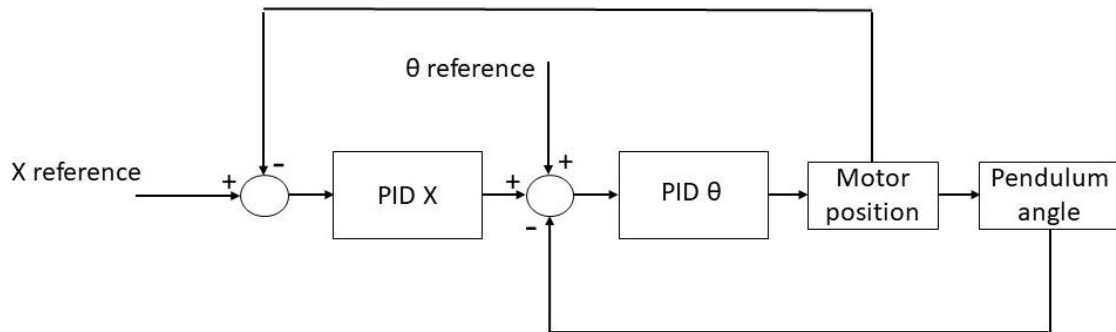 θ reference
X reference
+
-
PID X
+
+
-
PID θ
Motor
position
Pendulum
angle